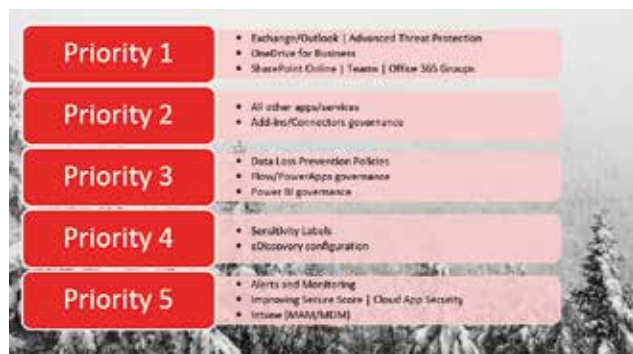 Priority 1
Exchange/Outlook | Advanced Threat Protection
OneDrive for Business
SharePoint Online | Teams | Office 365 Groups
Priority 2
All other apps/services
Add-ins/Connectors governance
Priority 3
Data Loss Prevention Policies
Flow/PowerApps governance
Power BI governance
Priority 4
Sensitivity Labels
eDiscovery configuration
Priority 5
Alerts and Monitoring
Improving Secure Score | Cloud App Security
Intune (MAM/MDM)